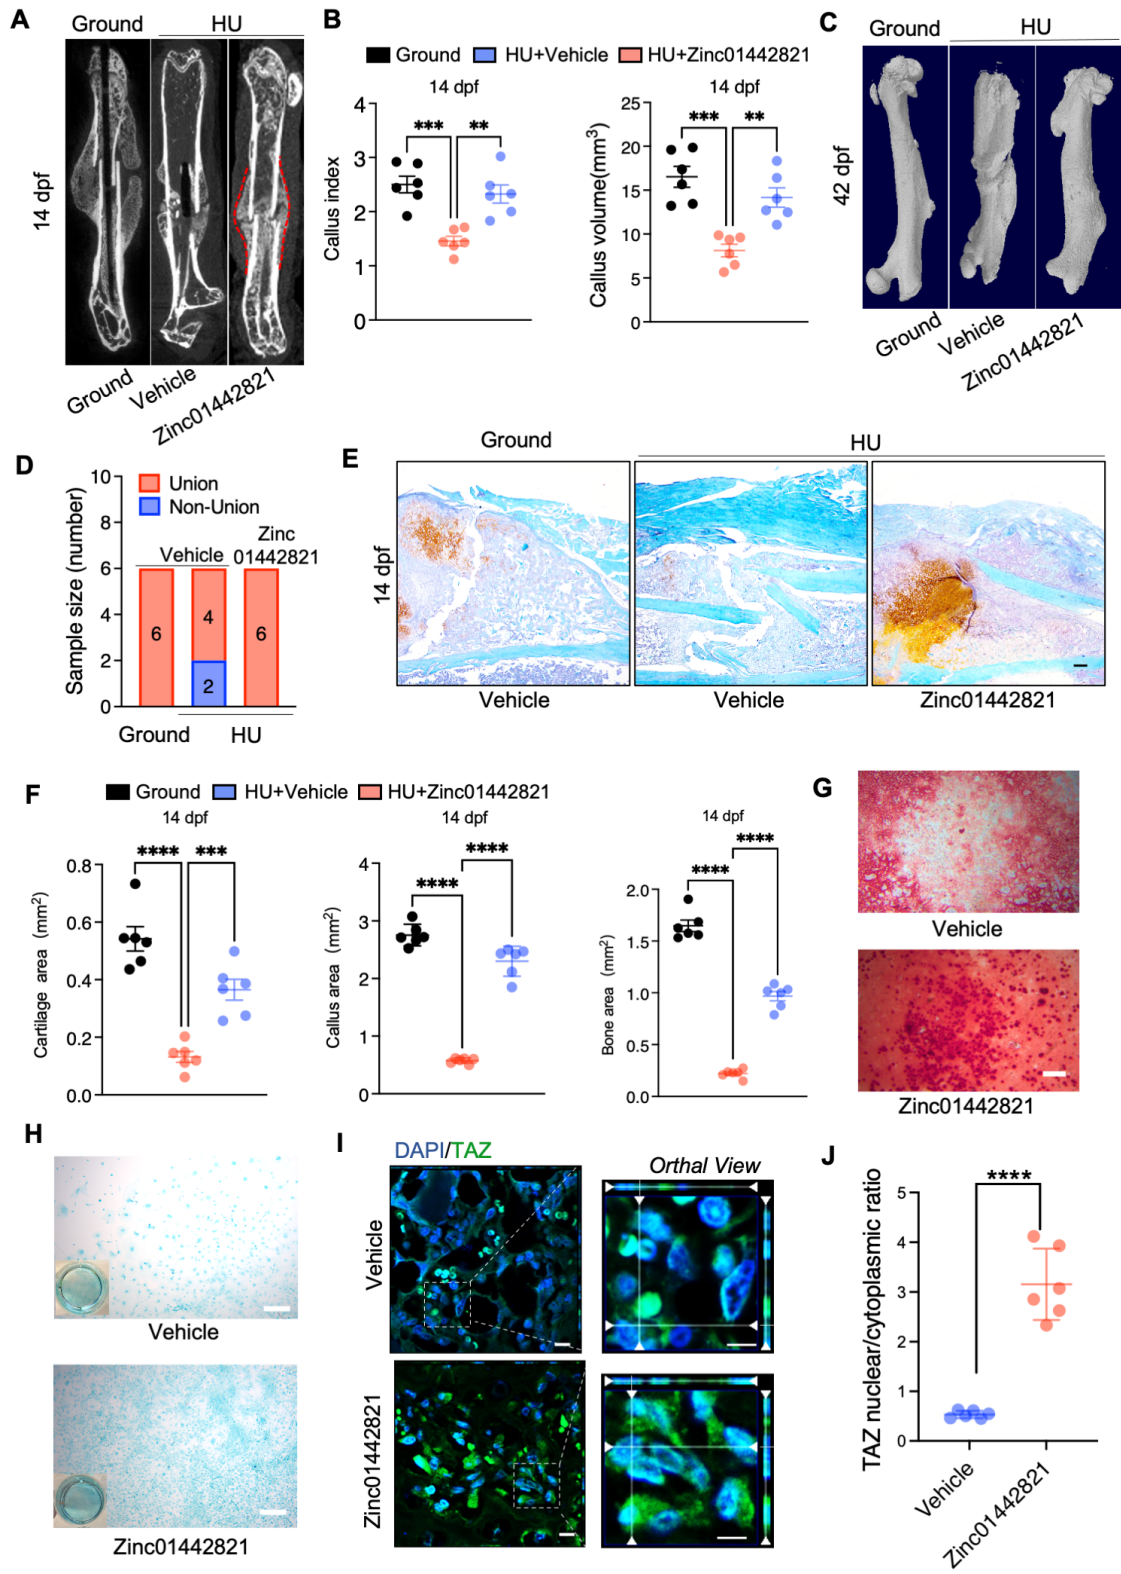 A
Ground
HU
14 dpf
Ground
Vehicle
Zinc01442821
B
Ground
HU+Vehicle
HU+Zinc01442821
14 dpf
Callus index
4
3
2
1
0
***
**
14 dpf
Callus volume(mm³)
25
20
15
10
5
0
***
**
C
Ground
HU
42 dpf
Ground
Vehicle
Zinc01442821
D
Sample size (number)
10
8
6
4
2
0
Union
Non-Union
Vehicle
Zinc
01442821
6
4
2
6
Ground
HU
E
Ground
HU
14 dpf
Vehicle
Vehicle
Zinc01442821
F
Ground
HU+Vehicle
HU+Zinc01442821
14 dpf
Cartilage area (mm²)
0.8
0.6
0.4
0.2
0.0
****
***
14 dpf
Callus area (mm²)
4
3
2
1
0
****
****
14 dpf
Bone area (mm²)
2.0
1.5
1.0
0.5
0.0
****
****
G
Vehicle
Zinc01442821
H
Vehicle
Zinc01442821
I
DAPI/TAZ
Orthal View
Vehicle
Zinc01442821
J
TAZ nuclear/cytoplasmic ratio
5
4
3
2
1
0
****
Vehicle
Zinc01442821